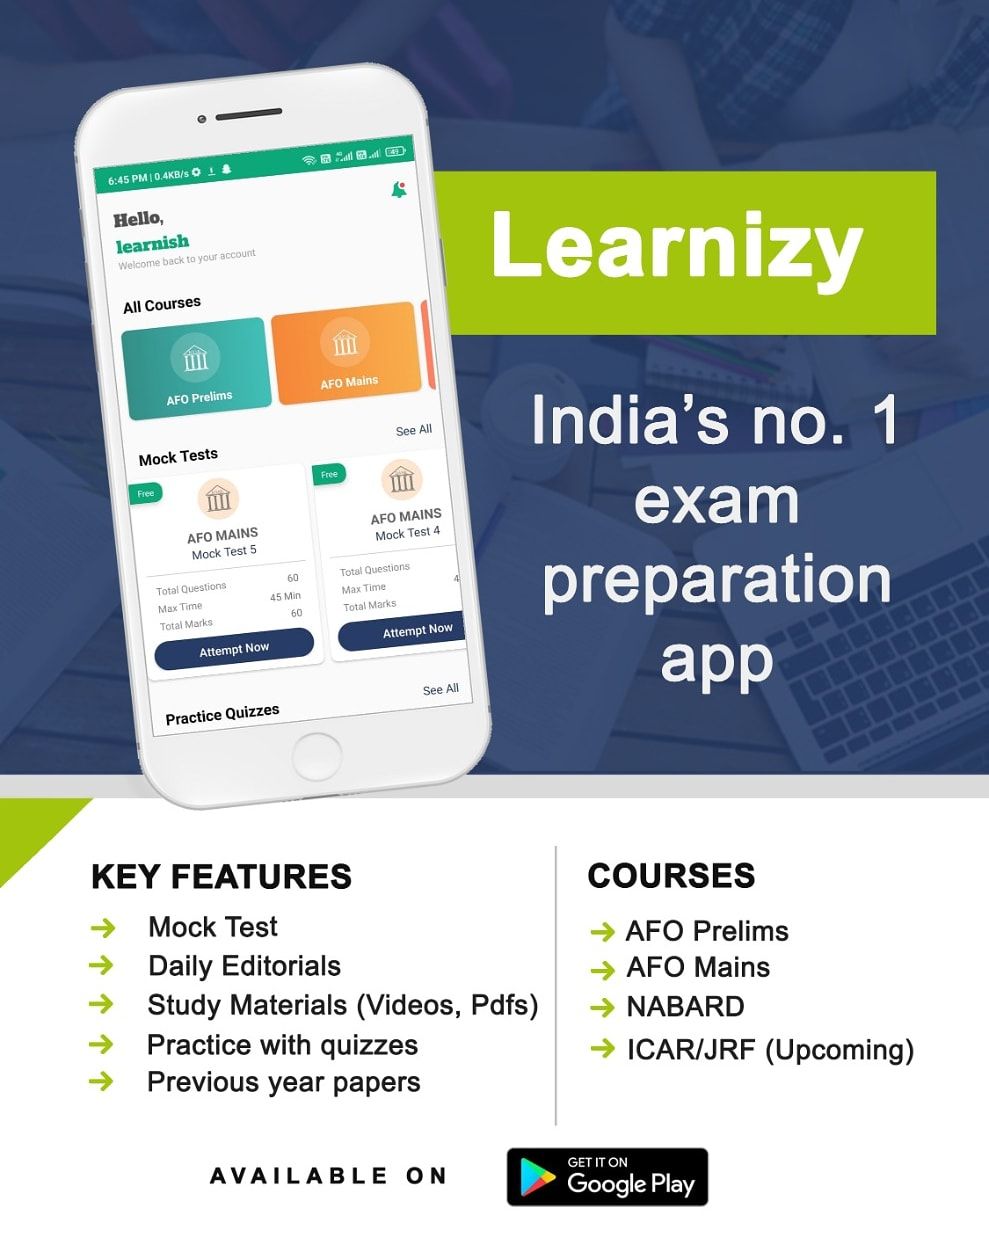 6:45 PM | 0.4KB/s
Hello,
learnish
Welcome back to your account
All Courses
AFO Prelims
AFO Mains
Mock Tests
See All
Free
AFO MAINS
Mock Test 5
Total Questions 60
Max Time 45 Min
Total Marks 60
Attempt Now
Free
AFO MAINS
Mock Test 4
Total Questions
Max Time 4
Total Marks
Attempt Now
Practice Quizzes
See All
Learnizy
India’s no. 1
exam
preparation
app
KEY FEATURES
Mock Test
Daily Editorials
Study Materials (Videos, Pdfs)
Practice with quizzes
Previous year papers
COURSES
AFO Prelims
AFO Mains
NABARD
ICAR/JRF (Upcoming)
AVAILABLE ON
GET IT ON
Google Play